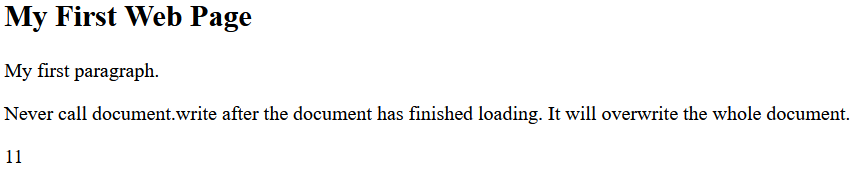 My First Web Page
My first paragraph.
Never call document.write after the document has finished loading. It will overwrite the whole document.
11